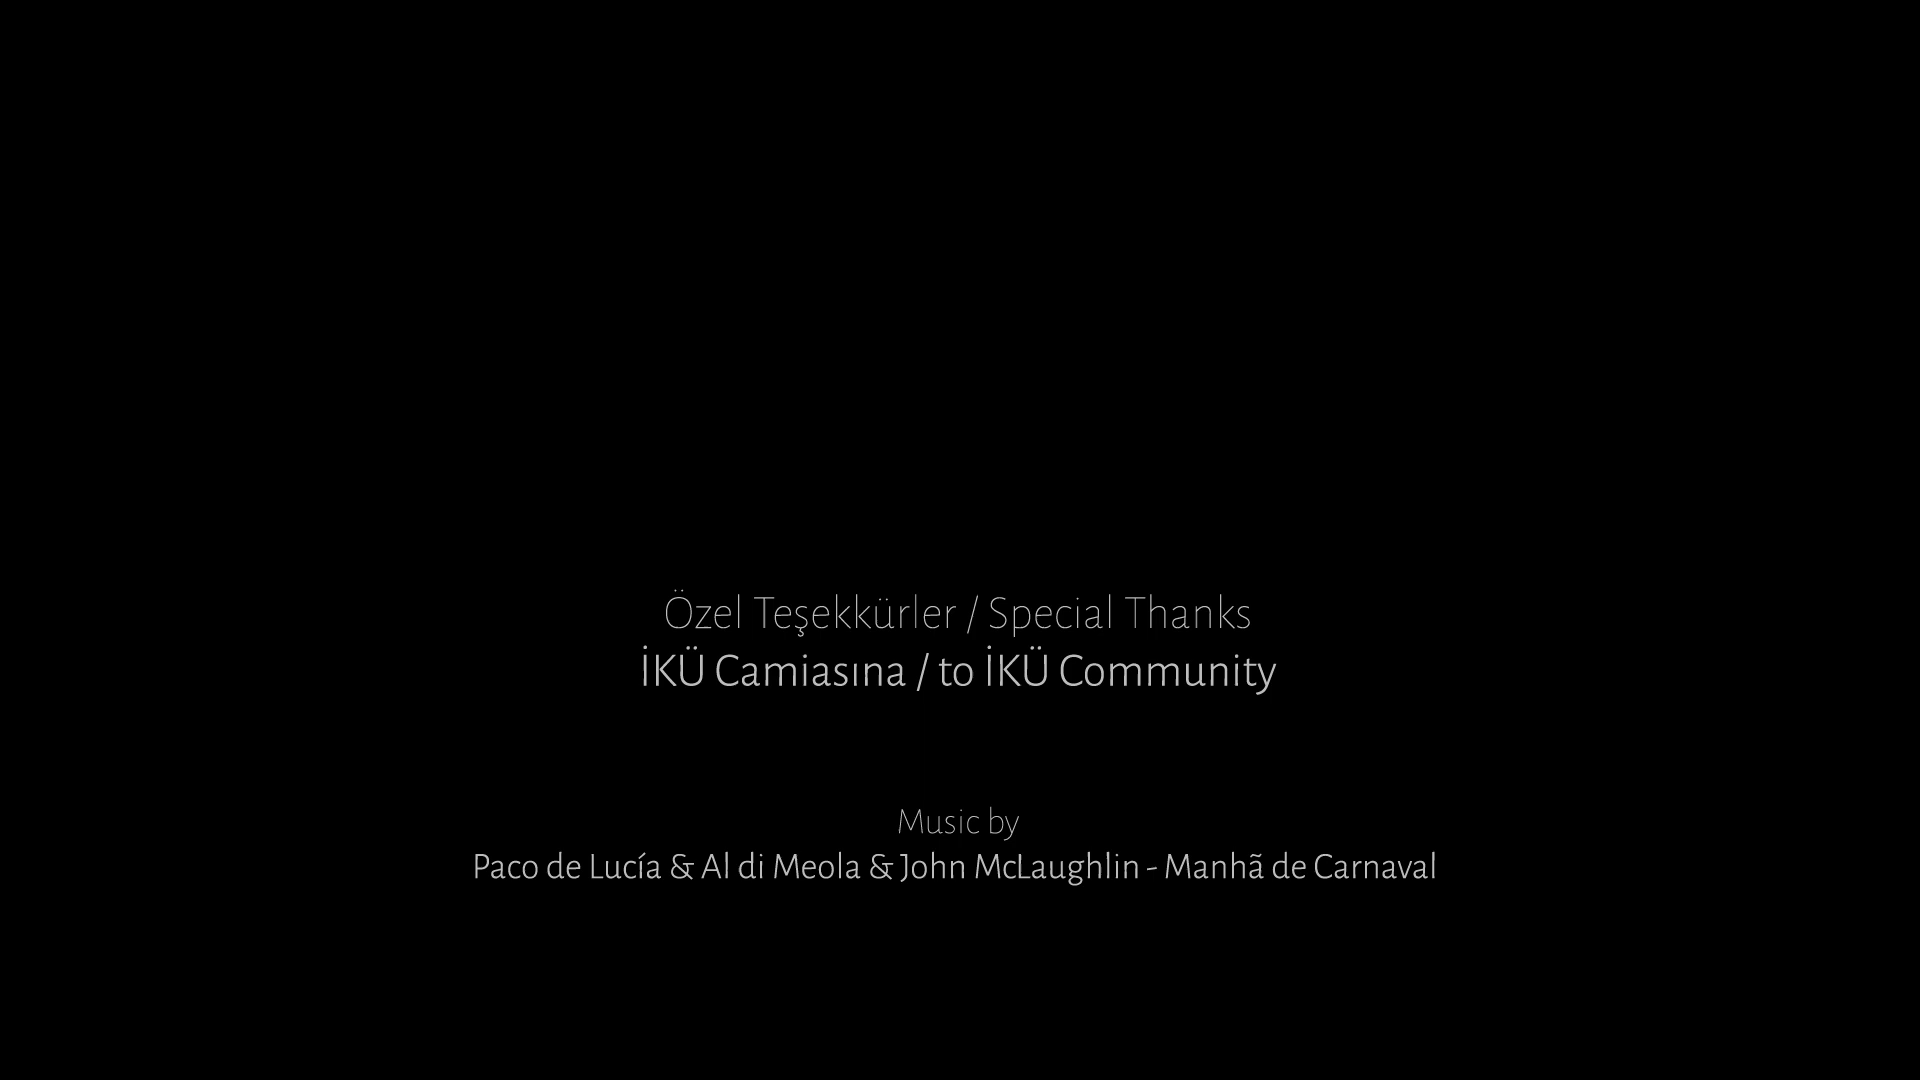 Özel Teşekkürler / Special Thanks
İKÜ Camiasına / to İKÜ Community
Music by
Paco de Lucía & Al di Meola & John McLaughlin - Manhã de Carnaval